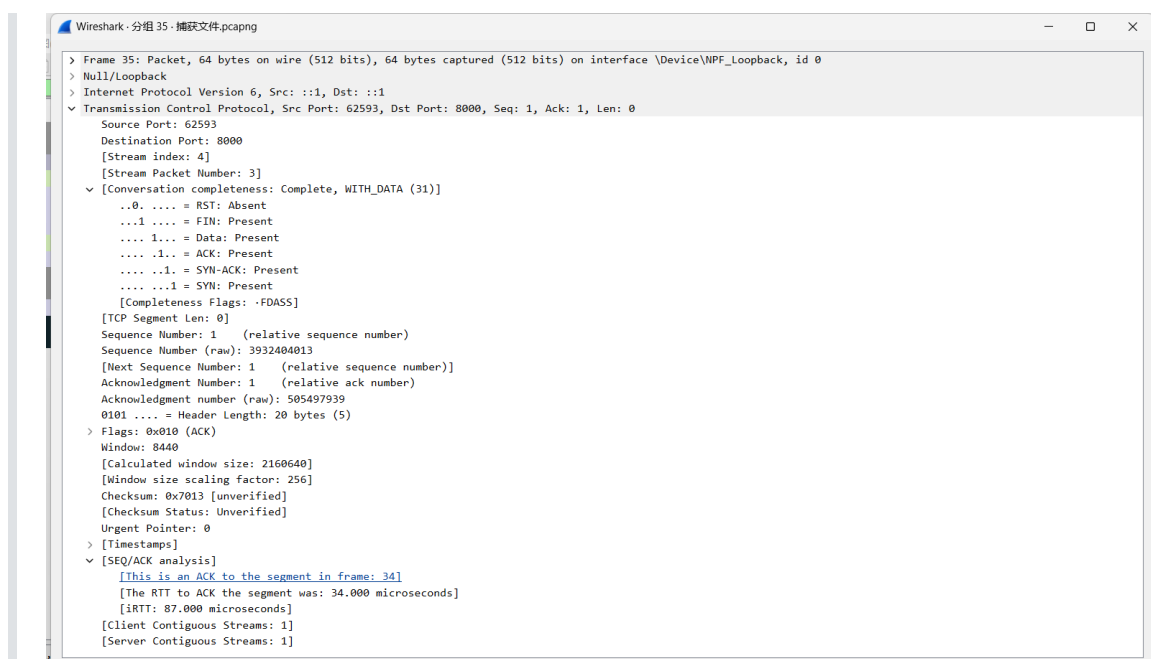 Wireshark · 分组 35 · 捕获文件.pcapng
Frame 35: Packet, 64 bytes on wire (512 bits), 64 bytes captured (512 bits) on interface \Device\NPF_Loopback, id 0
Null/Loopback
Internet Protocol Version 6, Src: ::1, Dst: ::1
Transmission Control Protocol, Src Port: 62593, Dst Port: 8000, Seq: 1, Ack: 1, Len: 0
Source Port: 62593
Destination Port: 8000
[Stream index: 4]
[Stream Packet Number: 3]
[Conversation completeness: Complete, WITH_DATA (31)]
..0. .... = RST: Absent
...1 .... = FIN: Present
.... 1... = Data: Present
.... .1.. = ACK: Present
.... ..1. = SYN-ACK: Present
.... ...1 = SYN: Present
[Completeness Flags: ·FDASS]
[TCP Segment Len: 0]
Sequence Number: 1    (relative sequence number)
Sequence Number (raw): 3932404013
[Next Sequence Number: 1    (relative sequence number)]
Acknowledgment Number: 1    (relative ack number)
Acknowledgment number (raw): 505497939
0101 .... = Header Length: 20 bytes (5)
Flags: 0x010 (ACK)
Window: 8440
[Calculated window size: 2160640]
[Window size scaling factor: 256]
Checksum: 0x7013 [unverified]
[Checksum Status: Unverified]
Urgent Pointer: 0
[Timestamps]
[SEQ/ACK analysis]
[This is an ACK to the segment in frame: 34]
[The RTT to ACK the segment was: 34.000 microseconds]
[iRTT: 87.000 microseconds]
[Client Contiguous Streams: 1]
[Server Contiguous Streams: 1]